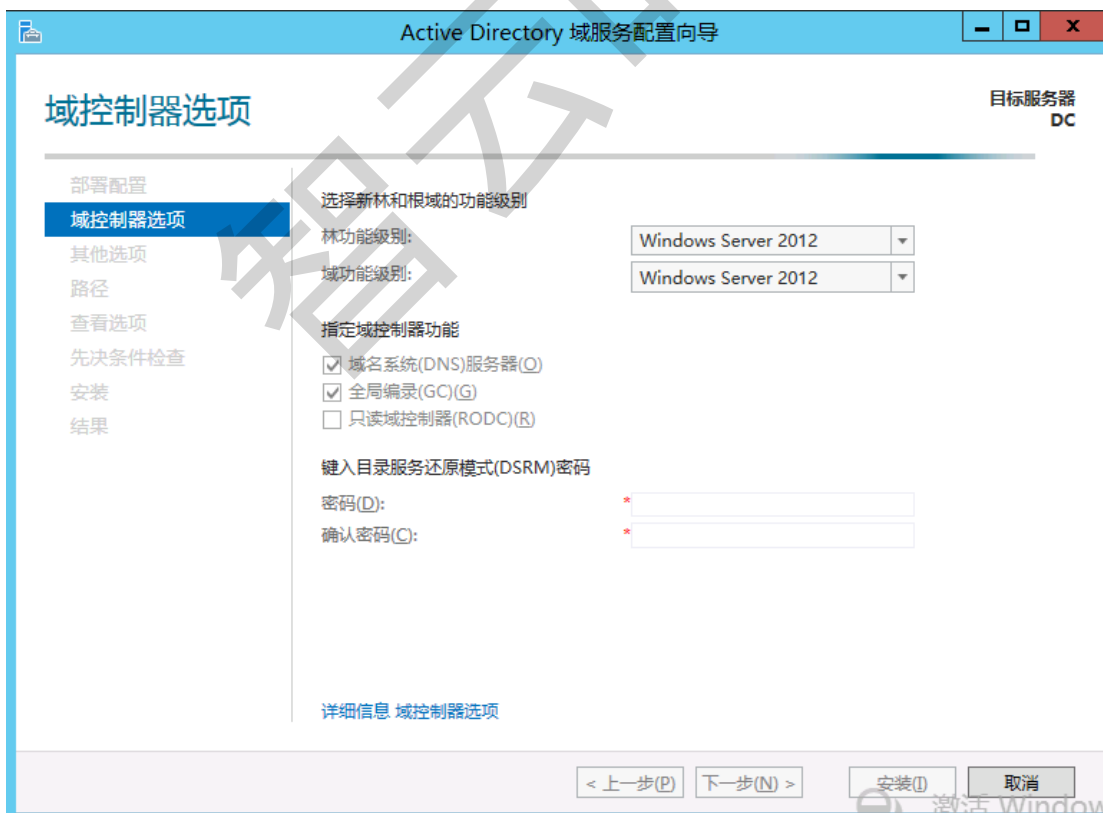 Active Directory 域服务配置向导
域控制器选项
目标服务器
DC
部署配置
域控制器选项
其他选项
路径
查看选项
先决条件检查
安装
结果
选择新林和根域的功能级别
林功能级别: Windows Server 2012
域功能级别: Windows Server 2012
指定域控制器功能
域名系统(DNS)服务器(O)
全局编录(GC)(G)
只读域控制器(RODC)(R)
键入目录服务还原模式(DSRM)密码
密码(D): *
确认密码(C): *
详细信息 域控制器选项
< 上一步(P) 下一步(N) > 安装(I) 取消
激活 Window
智云